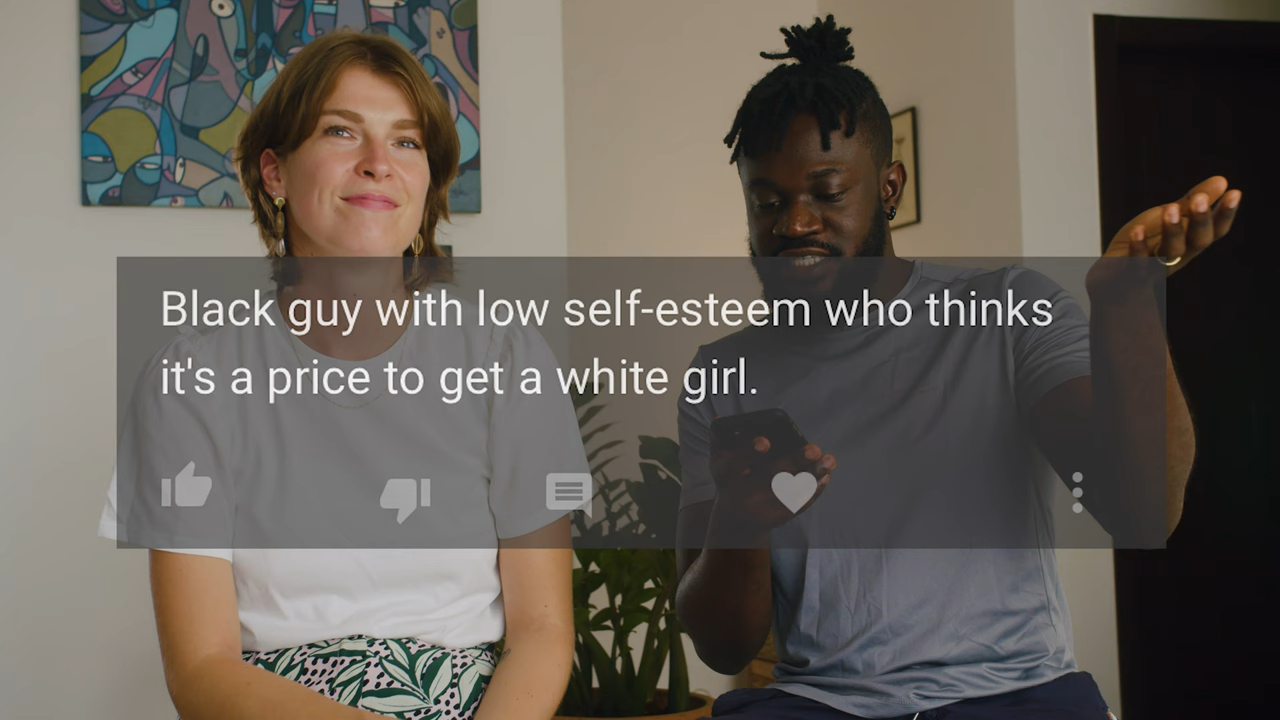 Black guy with low self-esteem who thinks
it's a price to get a white girl.